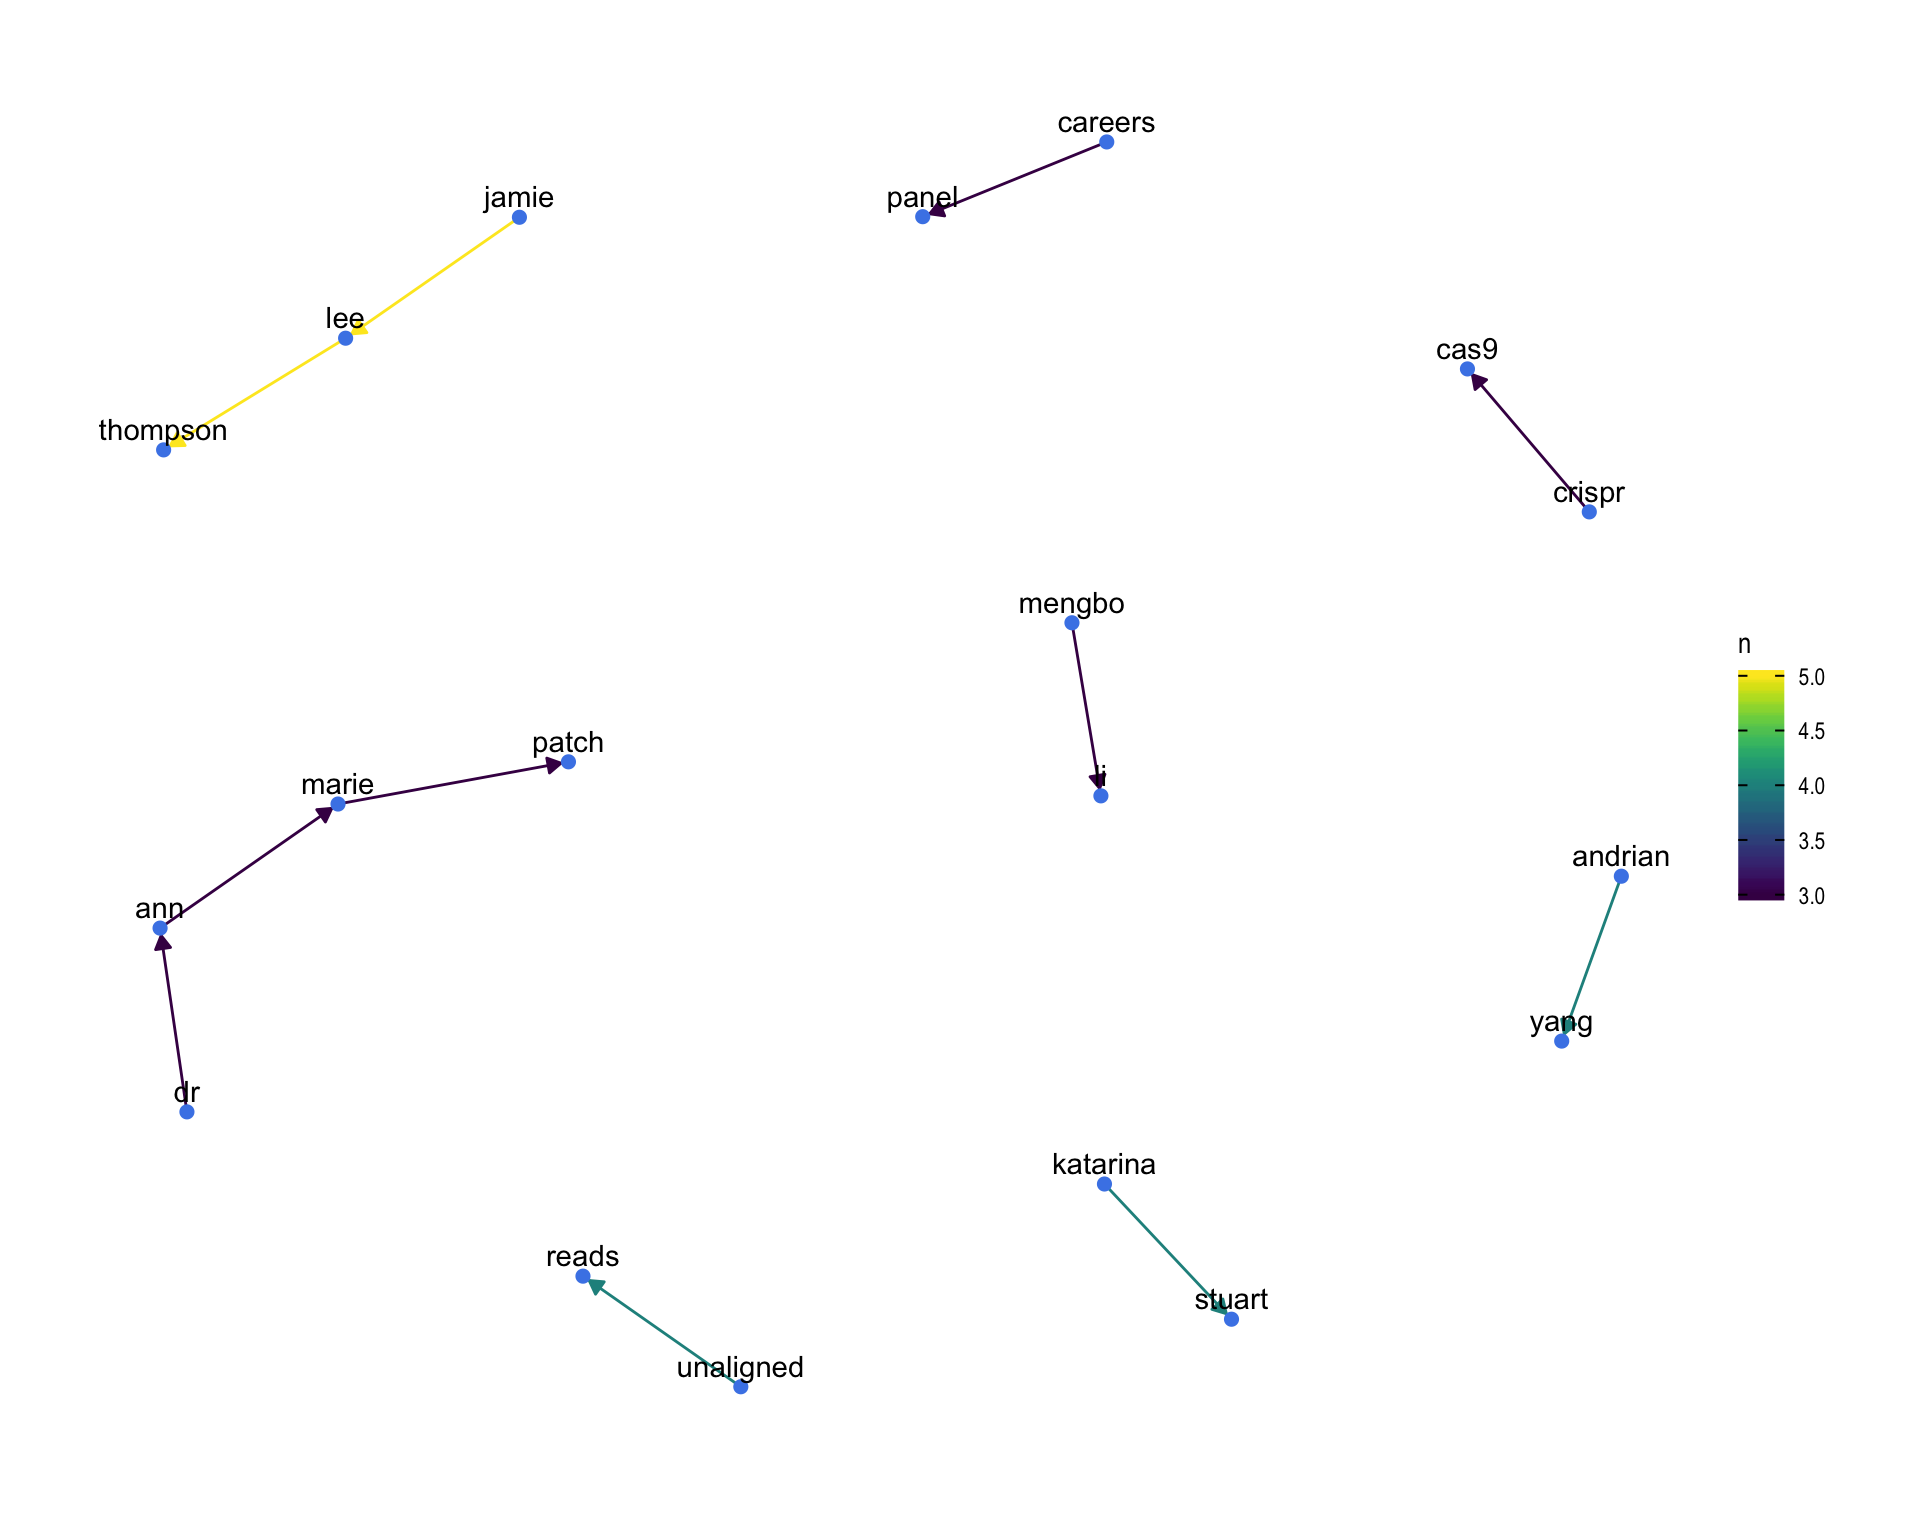 careers
jamie
panel
lee
cas9
thompson
crispr
mengbo
n
5.0
4.5
4.0
3.5
3.0
patch
li
marie
andrian
ann
yang
dr
katarina
reads
stuart
unaligned